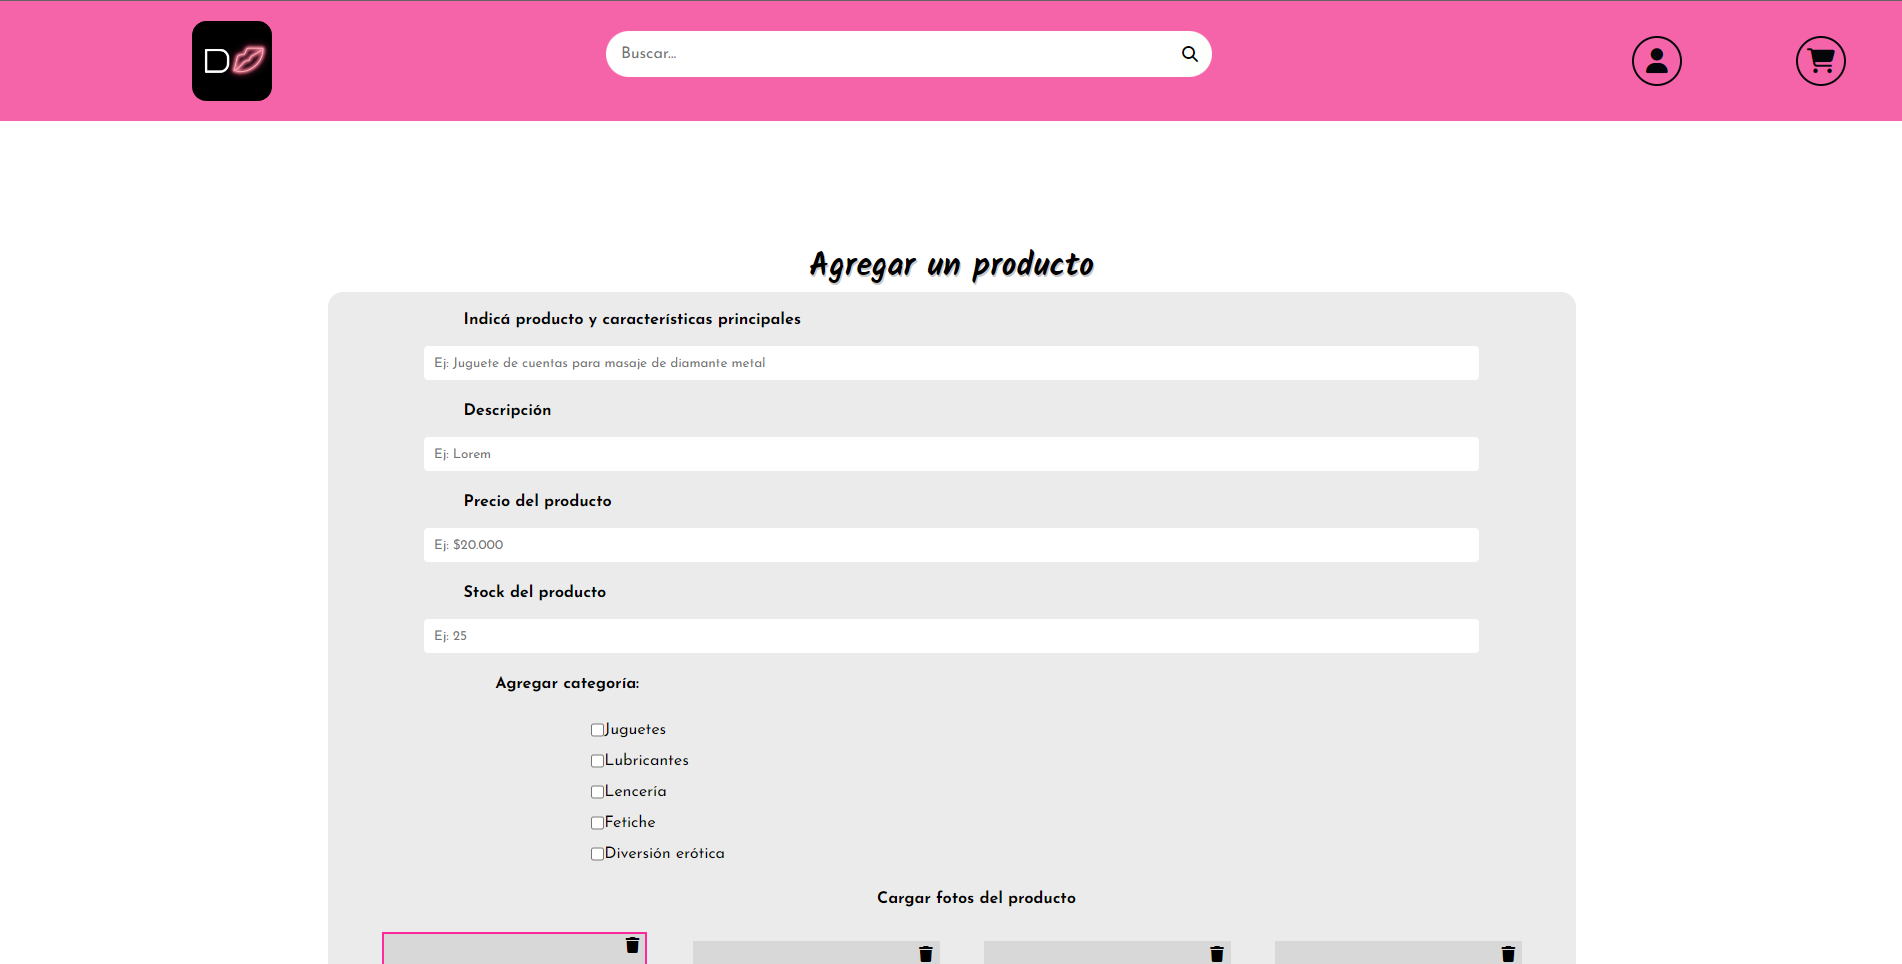 D
Buscar...
Agregar un producto
Indicá producto y características principales
Ej: Juguete de cuentas para masaje de diamante metal
Descripción
Ej: Lorem
Precio del producto
Ej: $20.000
Stock del producto
Ej: 25
Agregar categoría:
Juguetes
Lubricantes
Lencería
Fetiche
Diversión erótica
Cargar fotos del producto